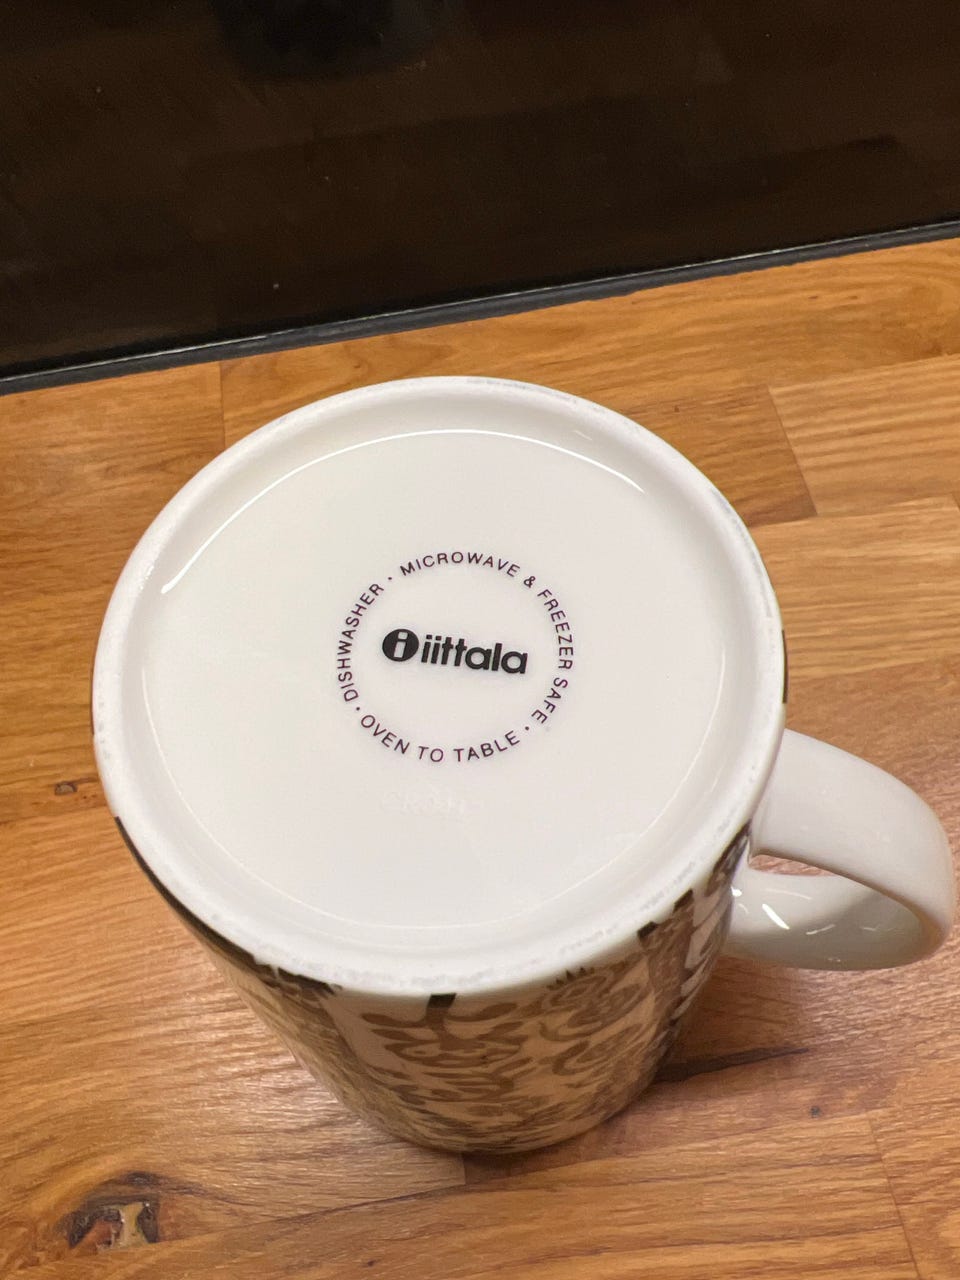 MICROWAVE & FREEZER SAFE · OVEN TO TABLE · DISHWASHER ·
i iittala